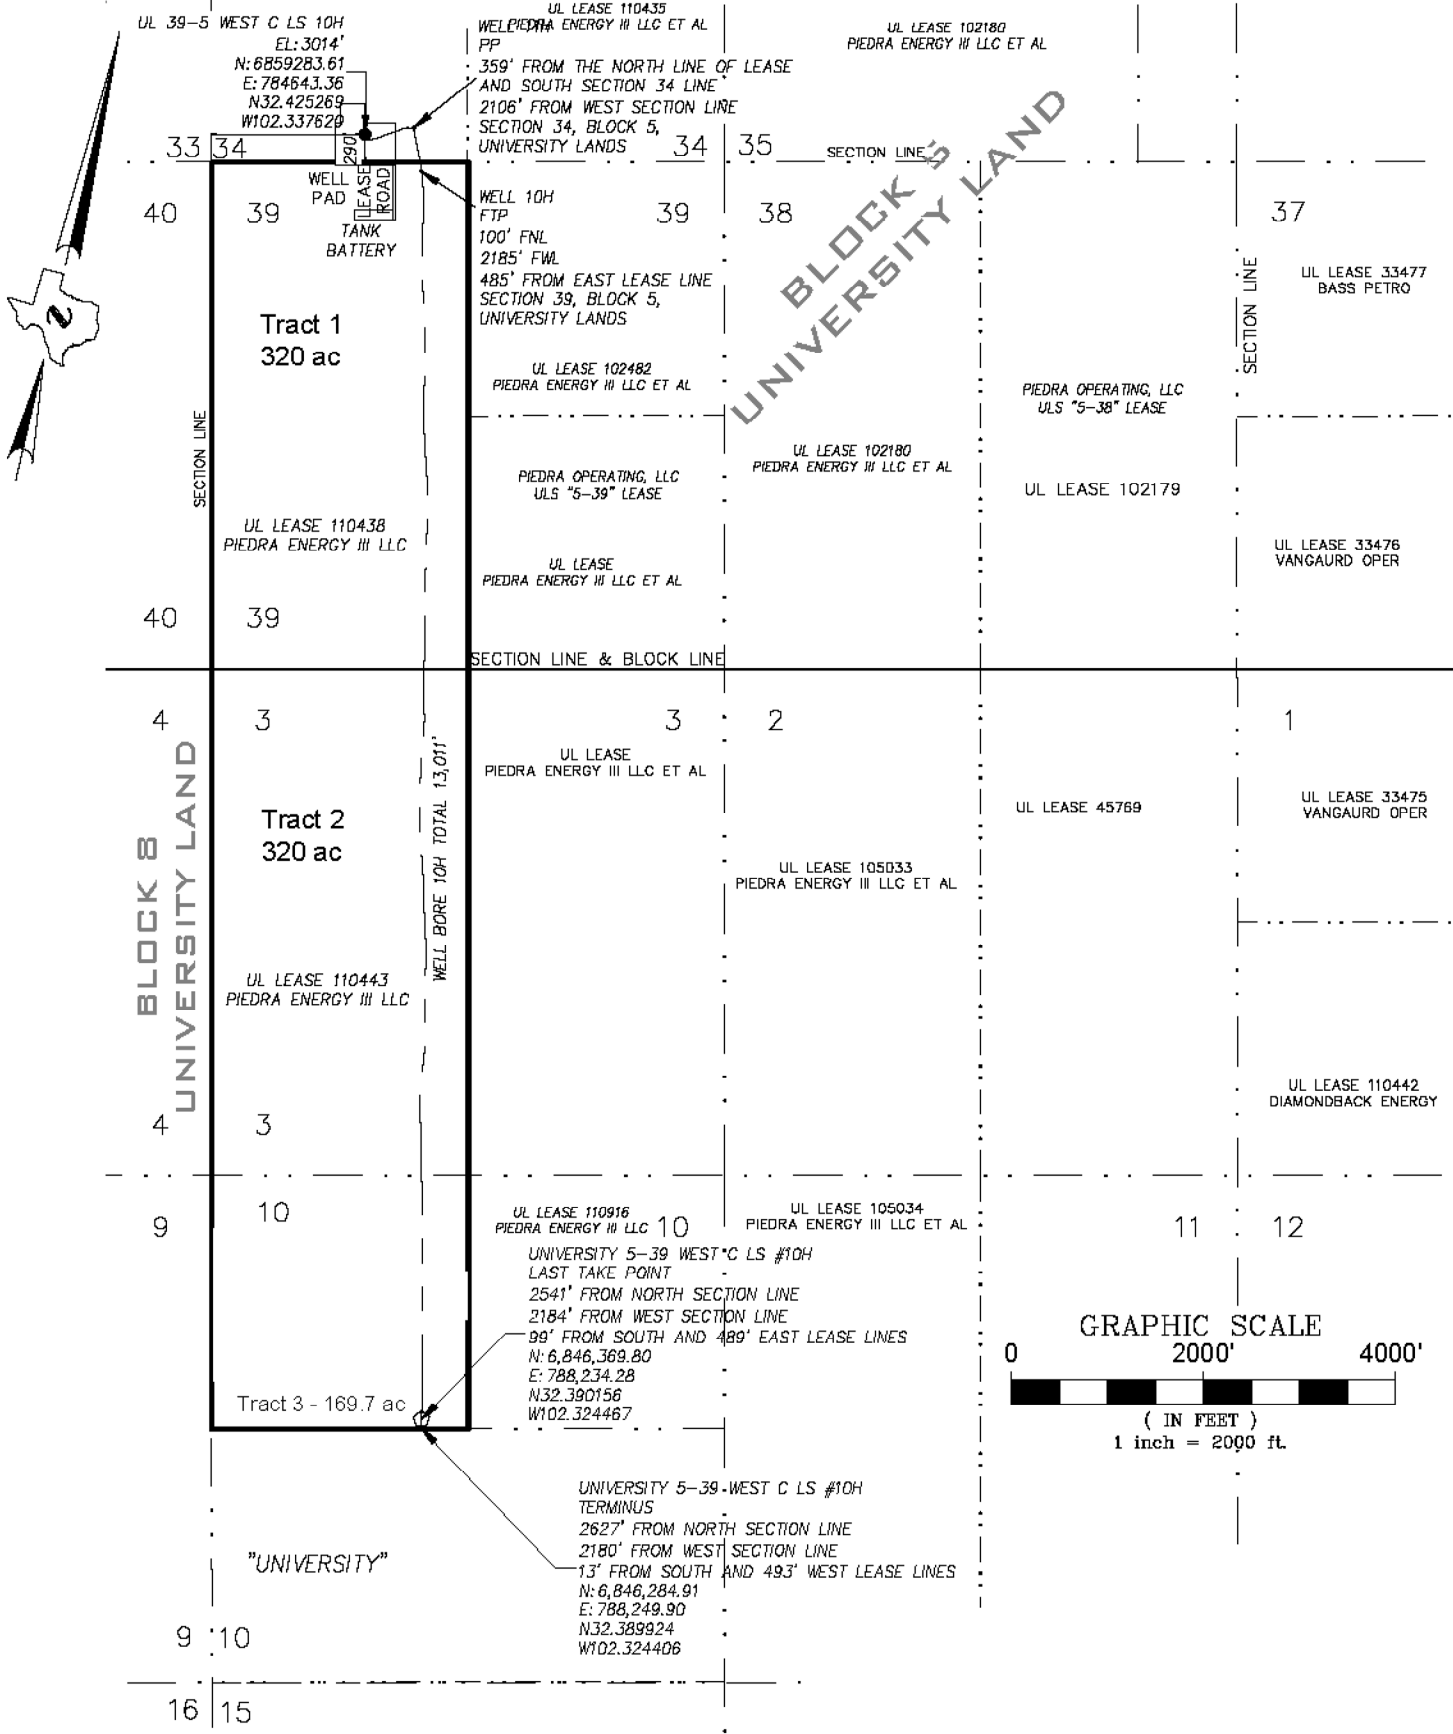 UL LEASE 110435
PIEDRA ENERGY III LLC ET AL
UL LEASE 102180
PIEDRA ENERGY III LLC ET AL
UL 39-5 WEST C LS 10H
EL: 3014'
N: 6859283.61
E: 784643.36
N32.425269
W102.337620
PP
359' FROM THE NORTH LINE OF LEASE
AND SOUTH SECTION 34 LINE
2106' FROM WEST SECTION LINE
SECTION 34, BLOCK 5,
UNIVERSITY LANDS
33 34
34 35
SECTION LINE
290'
WELL
PAD
LEASE
ROAD
TANK
BATTERY
40 39
39 38
37
WELL 10H
FTP
100' FNL
2185' FWL
485' FROM EAST LEASE LINE
SECTION 39, BLOCK 5,
UNIVERSITY LANDS
BLOCK 5
UNIVERSITY LAND
SECTION LINE
UL LEASE 33477
BASS PETRO
Tract 1
320 ac
UL LEASE 102482
PIEDRA ENERGY III LLC ET AL
PIEDRA OPERATING, LLC
ULS "5-38" LEASE
SECTION LINE
UL LEASE 102180
PIEDRA ENERGY III LLC ET AL
PIEDRA OPERATING, LLC
ULS "5-39" LEASE
UL LEASE 102179
UL LEASE 110438
PIEDRA ENERGY III LLC
UL LEASE
PIEDRA ENERGY III LLC ET AL
UL LEASE 33476
VANGAURD OPER
40 39
SECTION LINE & BLOCK LINE
4 3
3 2
1
UL LEASE
PIEDRA ENERGY III LLC ET AL
BLOCK 8
UNIVERSITY LAND
WELL BORE 10H TOTAL 13,011'
Tract 2
320 ac
UL LEASE 45769
UL LEASE 33475
VANGAURD OPER
UL LEASE 105033
PIEDRA ENERGY III LLC ET AL
UL LEASE 110443
PIEDRA ENERGY III LLC
UL LEASE 110442
DIAMONDBACK ENERGY
4 3
9 10
UL LEASE 110916
PIEDRA ENERGY III LLC
10
UL LEASE 105034
PIEDRA ENERGY III LLC ET AL
11 12
UNIVERSITY 5-39 WEST C LS #10H
LAST TAKE POINT
2541' FROM NORTH SECTION LINE
2184' FROM WEST SECTION LINE
99' FROM SOUTH AND 489' EAST LEASE LINES
N: 6,846,369.80
E: 788,234.28
N32.390156
W102.324467
Tract 3 - 169.7 ac
GRAPHIC SCALE
0 2000' 4000'
( IN FEET )
1 inch = 2000 ft.
UNIVERSITY 5-39 WEST C LS #10H
TERMINUS
2627' FROM NORTH SECTION LINE
2180' FROM WEST SECTION LINE
13' FROM SOUTH AND 493' WEST LEASE LINES
N: 6,846,284.91
E: 788,249.90
N32.389924
W102.324406
"UNIVERSITY"
9 10
16 15